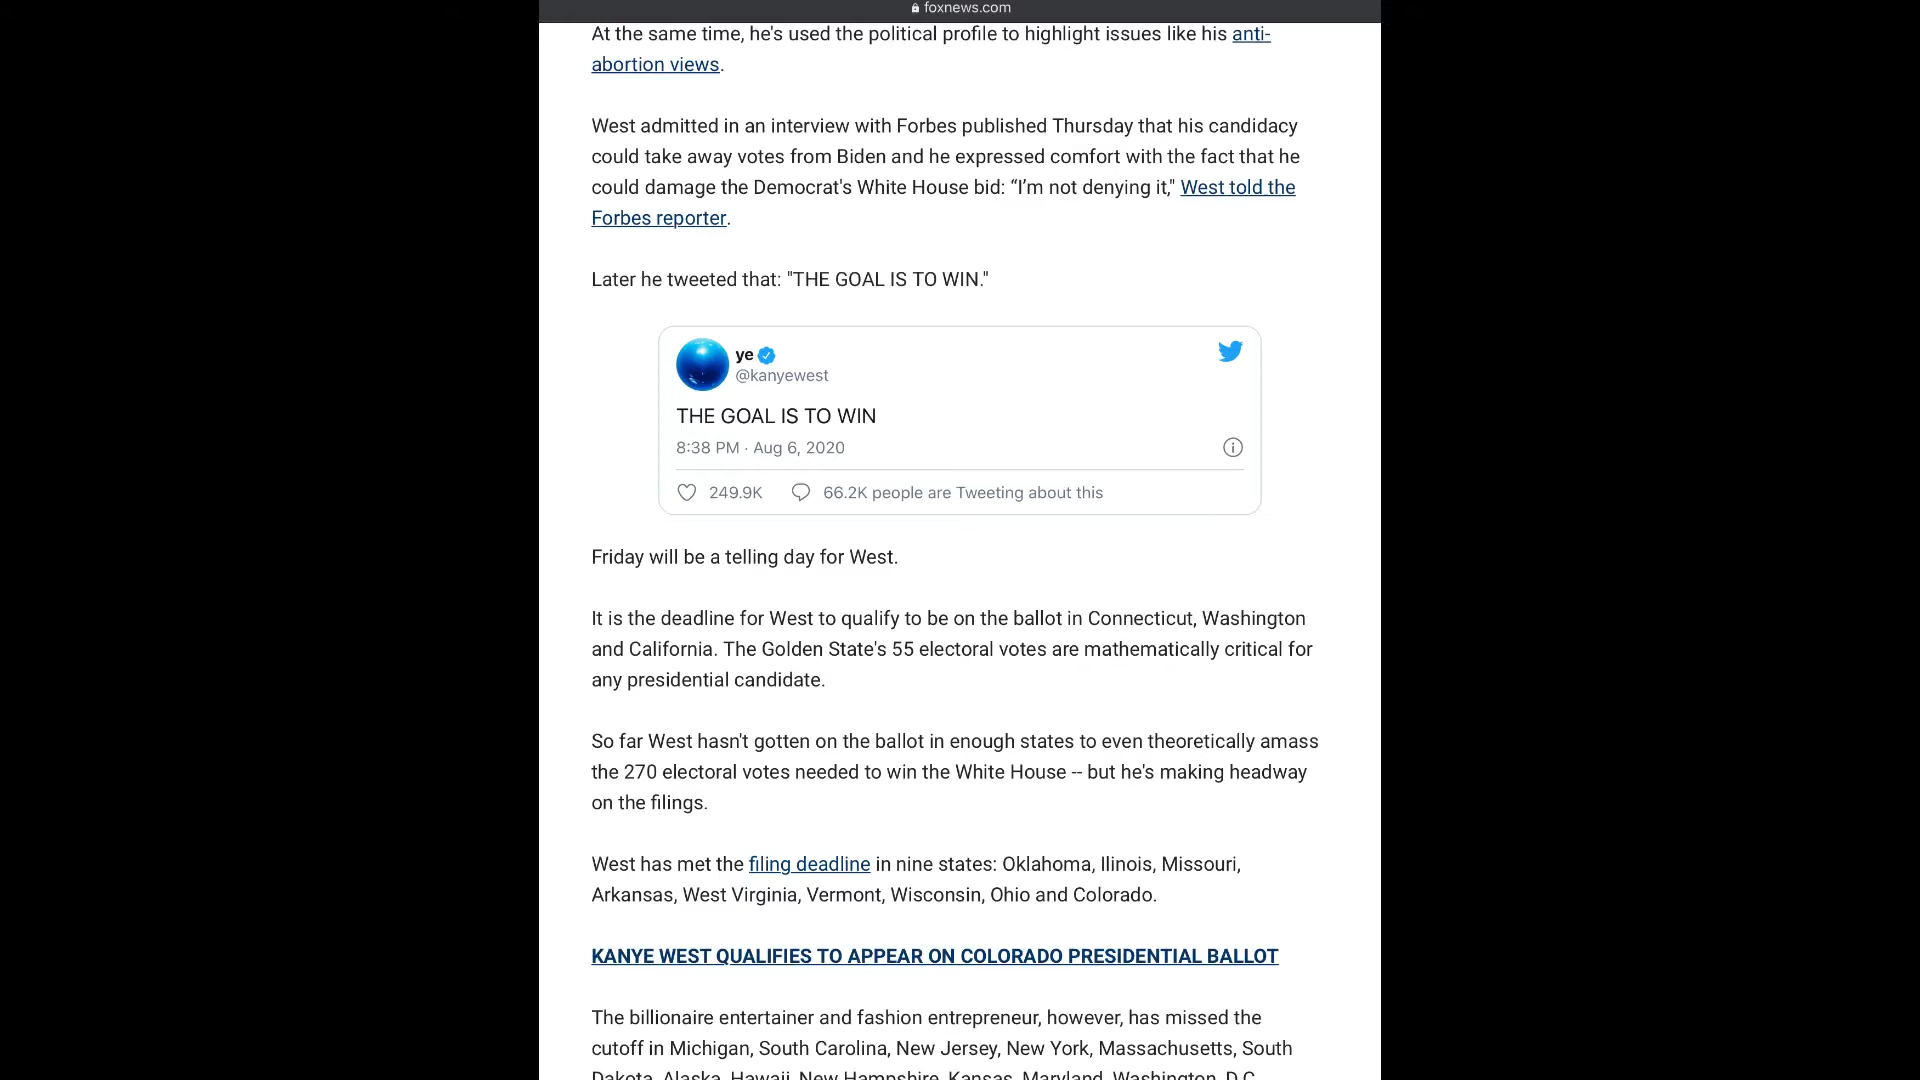 foxnews.com
At the same time, he's used the political profile to highlight issues like his anti-
abortion views.
West admitted in an interview with Forbes published Thursday that his candidacy
could take away votes from Biden and he expressed comfort with the fact that he
could damage the Democrat's White House bid: “I’m not denying it," West told the
Forbes reporter.
Later he tweeted that: "THE GOAL IS TO WIN."
ye
@kanyewest
THE GOAL IS TO WIN
8:38 PM · Aug 6, 2020
249.9K 66.2K people are Tweeting about this
Friday will be a telling day for West.
It is the deadline for West to qualify to be on the ballot in Connecticut, Washington
and California. The Golden State's 55 electoral votes are mathematically critical for
any presidential candidate.
So far West hasn't gotten on the ballot in enough states to even theoretically amass
the 270 electoral votes needed to win the White House -- but he's making headway
on the filings.
West has met the filing deadline in nine states: Oklahoma, Ilinois, Missouri,
Arkansas, West Virginia, Vermont, Wisconsin, Ohio and Colorado.
KANYE WEST QUALIFIES TO APPEAR ON COLORADO PRESIDENTIAL BALLOT
The billionaire entertainer and fashion entrepreneur, however, has missed the
cutoff in Michigan, South Carolina, New Jersey, New York, Massachusetts, South
Dakota, Alaska, Hawaii, New Hampshire, Kansas, Maryland, Washington, D.C.